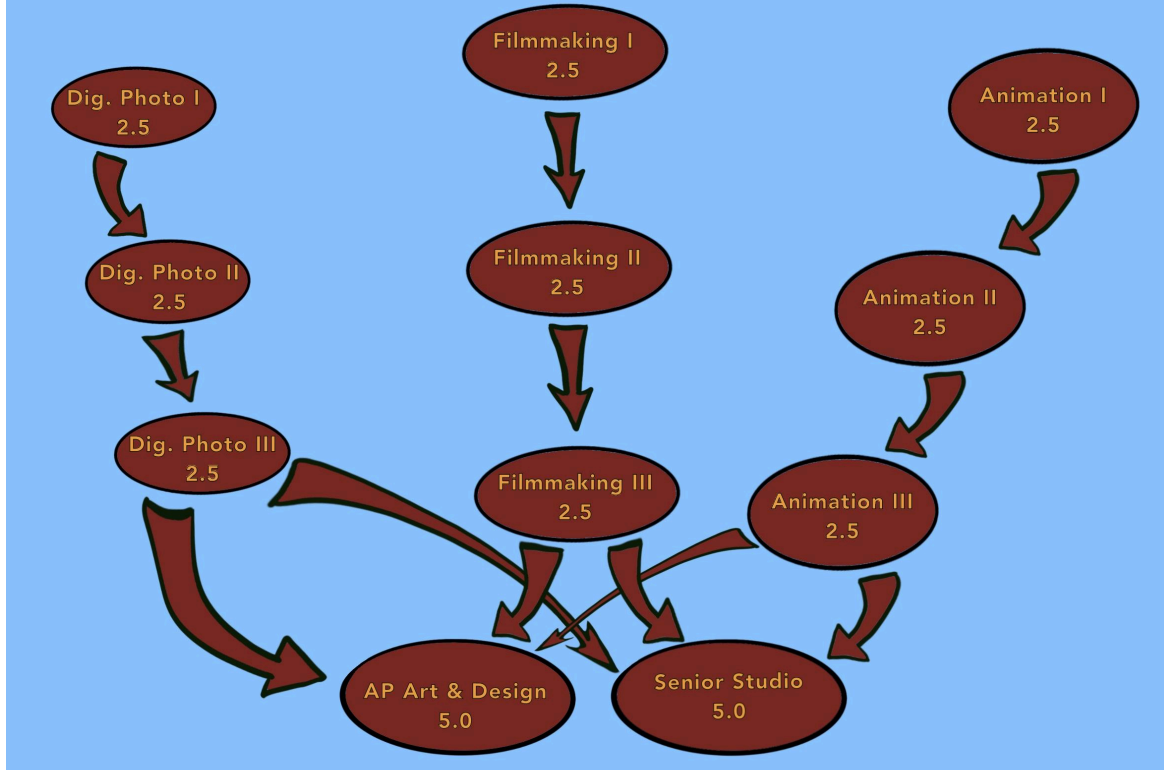 Filmmaking I
2.5
Dig. Photo I
2.5
Animation I
2.5
Filmmaking II
2.5
Dig. Photo II
2.5
Animation II
2.5
Dig. Photo III
2.5
Filmmaking III
2.5
Animation III
2.5
AP Art & Design
5.0
Senior Studio
5.0